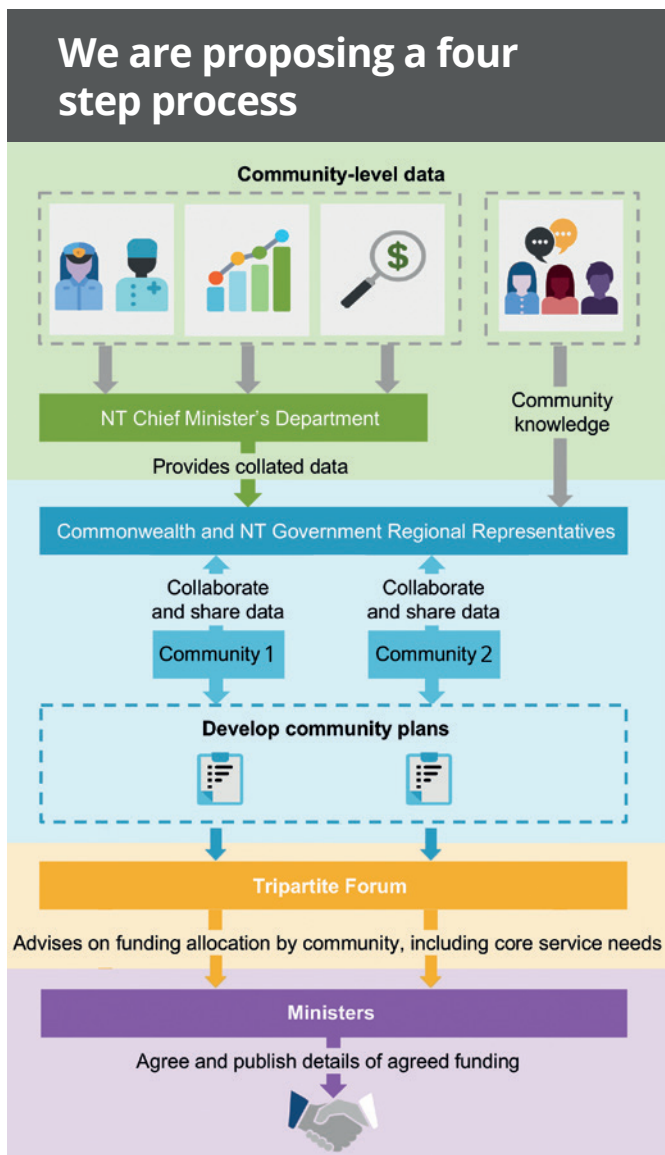 We are proposing a four
step process
Community-level data
$
NT Chief Minister's Department
Community
knowledge
Provides collated data
Commonwealth and NT Government Regional Representatives
Collaborate
and share data
Collaborate
and share data
Community 1
Community 2
Develop community plans
Tripartite Forum
Advises on funding allocation by community, including core service needs
Ministers
Agree and publish details of agreed funding